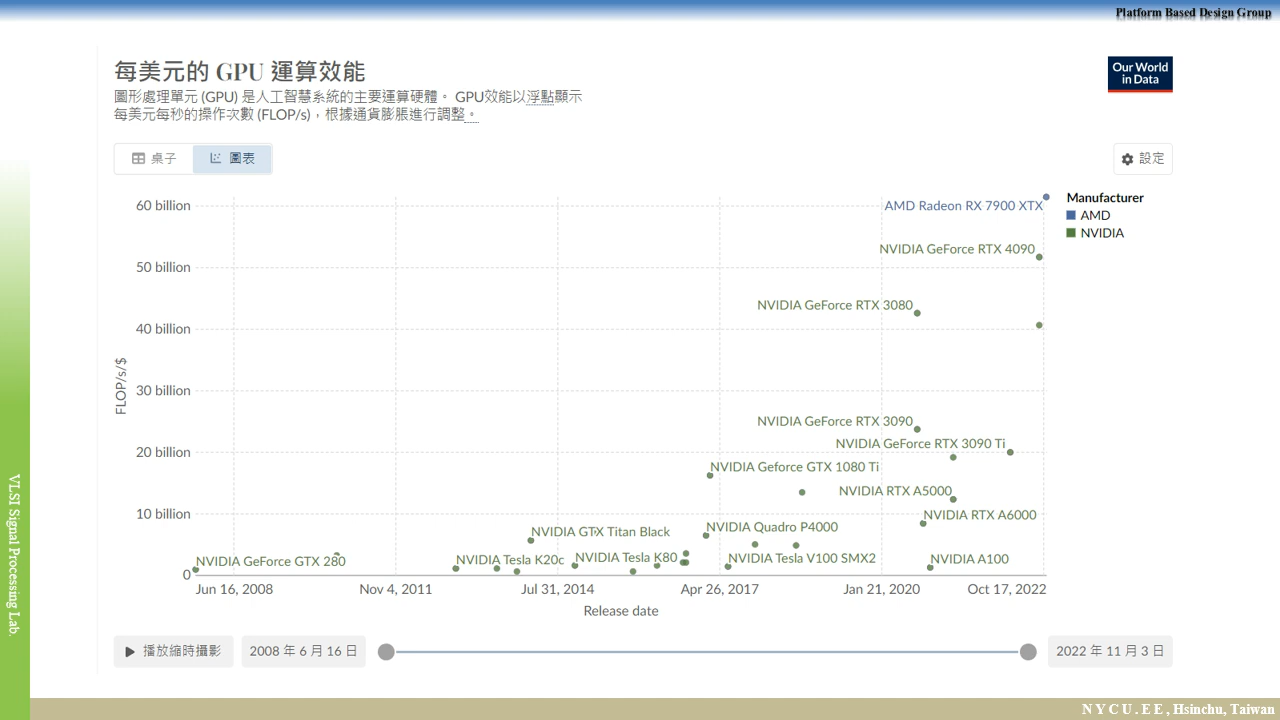 Platform Based Design Group
每美元的 GPU 運算效能
圖形處理單元 (GPU) 是人工智慧系統的主要運算硬體。 GPU效能以浮點顯示
每美元每秒的操作次數 (FLOP/s)，根據通貨膨脹進行調整。
Our World
in Data
桌子
圖表
設定
60 billion
50 billion
40 billion
30 billion
20 billion
10 billion
0
FLOP/s/$
AMD Radeon RX 7900 XTX
NVIDIA GeForce RTX 4090
NVIDIA GeForce RTX 3080
NVIDIA GeForce RTX 3090
NVIDIA GeForce RTX 3090 Ti
NVIDIA Geforce GTX 1080 Ti
NVIDIA RTX A5000
NVIDIA RTX A6000
NVIDIA Quadro P4000
NVIDIA GTX Titan Black
NVIDIA GeForce GTX 280
NVIDIA Tesla K20c
NVIDIA Tesla K80
NVIDIA Tesla V100 SMX2
NVIDIA A100
Manufacturer
AMD
NVIDIA
Jun 16, 2008
Nov 4, 2011
Jul 31, 2014
Apr 26, 2017
Jan 21, 2020
Oct 17, 2022
Release date
播放縮時攝影
2008 年 6 月 16 日
2022 年 11 月 3 日
VLSI Signal Processing Lab.
N Y C U . E E , Hsinchu, Taiwan